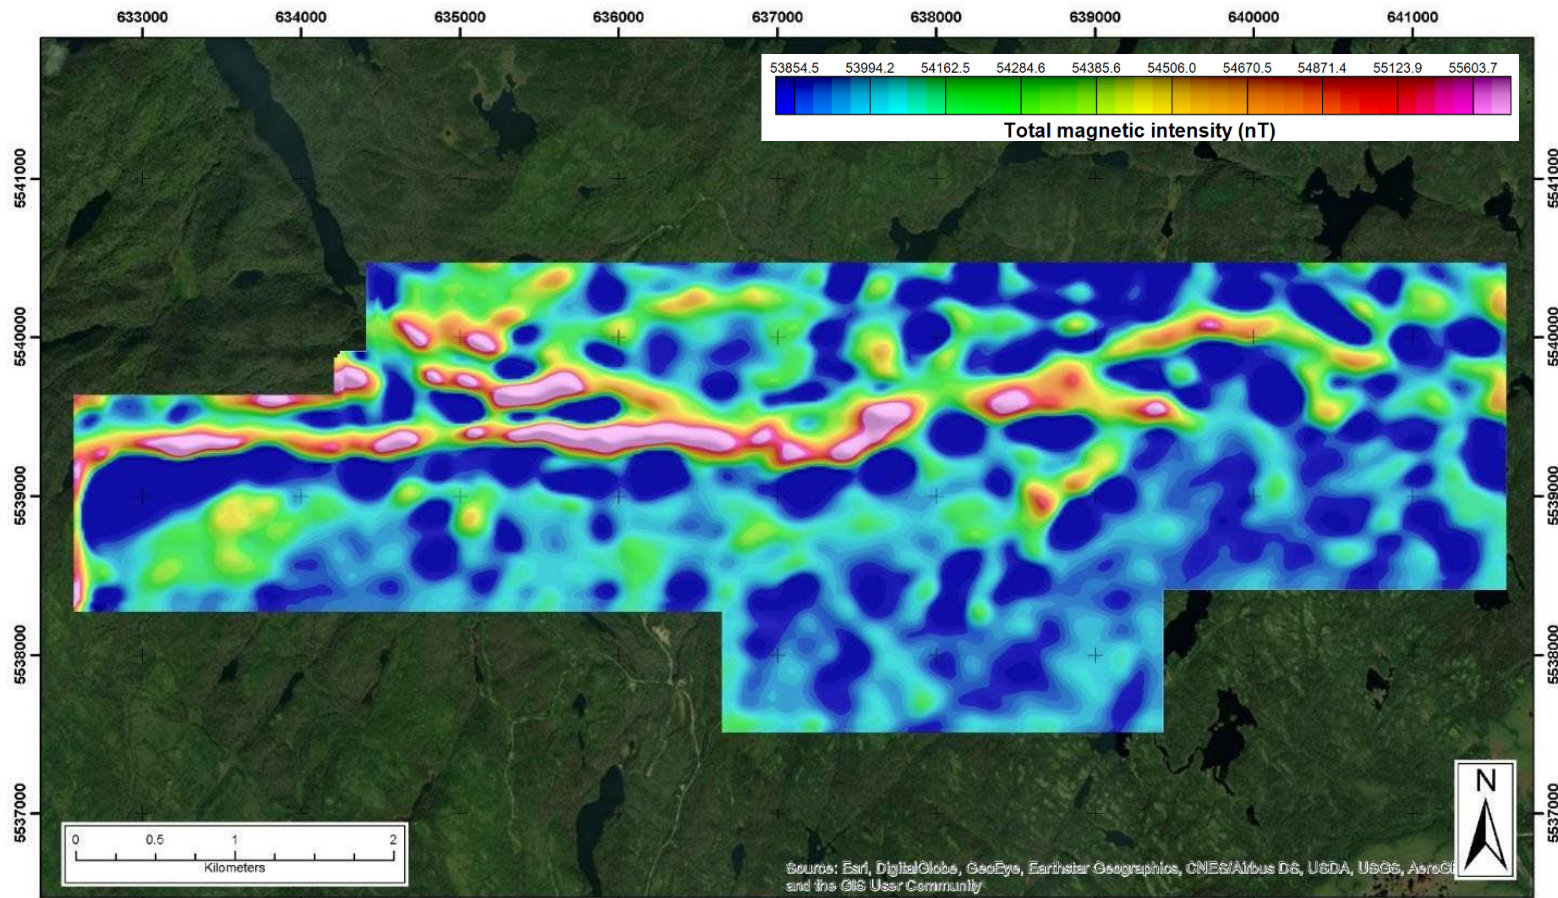 633000 634000 635000 636000 637000 638000 639000 640000 641000
53854.5 53994.2 54162.5 54284.6 54385.6 54506.0 54670.5 54871.4 55123.9 55603.7
Total magnetic intensity (nT)
5541000 5541000
5540000 5540000
5539000 5539000
5538000 5538000
5537000 5537000
N
0 0.5 1 2
Kilometers
Source: Esri, DigitalGlobe, GeoEye, Earthstar Geographics, CNES/Airbus DS, USDA, USGS,
and the GIS User Community